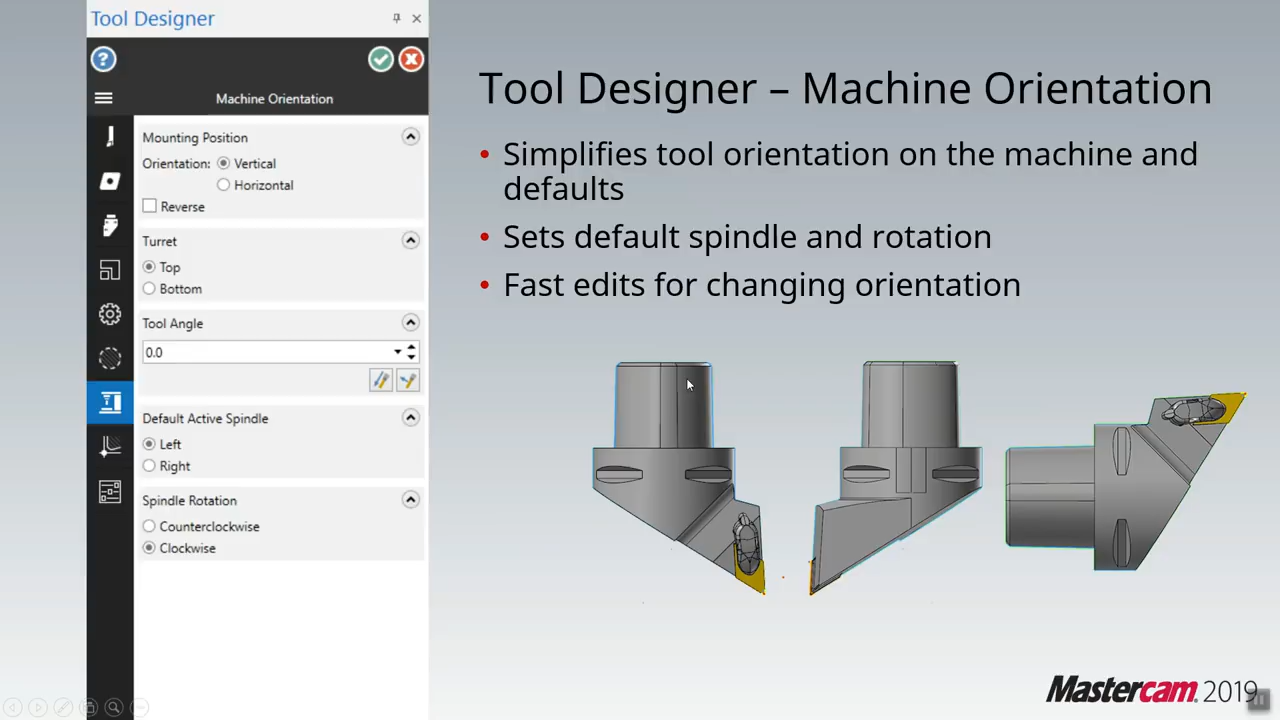 Tool Designer
Machine Orientation
Mounting Position
Orientation: Vertical
Horizontal
Reverse
Turret
Top
Bottom
Tool Angle
0.0
Default Active Spindle
Left
Right
Spindle Rotation
Counterclockwise
Clockwise
Tool Designer – Machine Orientation
• Simplifies tool orientation on the machine and
defaults
• Sets default spindle and rotation
• Fast edits for changing orientation
Mastercam. 2019